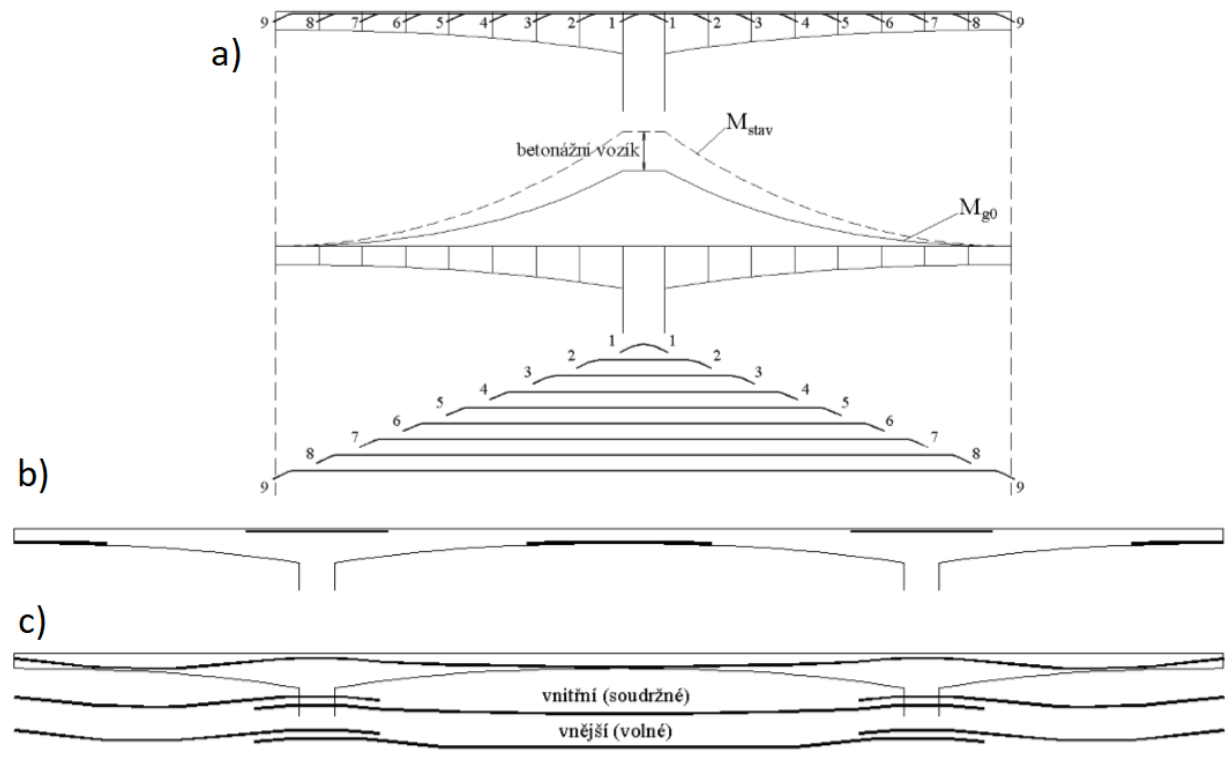 9 8 7 6 5 4 3 2 1 1 2 3 4 5 6 7 8 9
a)
M_stav
betonážní vozík
M_g0
1 1
2 2
3 3
4 4
5 5
6 6
7 7
8 8
b)
9 9
c)
vnitřní (soudržné)
vnější (volné)